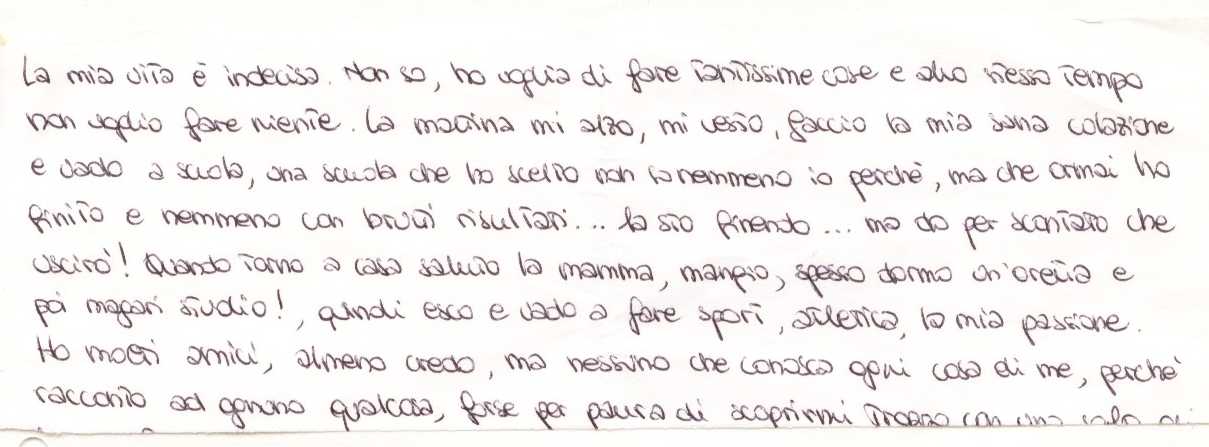 La mia vita è indecisa. Non so, ho voglia di fare tantissime cose e allo stesso tempo
non voglio fare niente. La mattina mi alzo, mi vesto, faccio la mia sana colazione
e vado a scuola, una scuola che ho scelto non so nemmeno io perchè, ma che ormai ho
finito e nemmeno con brutti risultati... la sto finendo... ma do per scontato che
uscirò! Quando torno a casa saluto la mamma, mangio, spesso dormo un'oretta e
poi magari studio!, quindi esco e vado a fare sport, atletica, la mia passione.
Ho molti amici, almeno credo, ma nessuno che conosca ogni cosa di me, perchè
racconto ad ognuno qualcosa, forse per paura di scoprirmi troppo con una sola